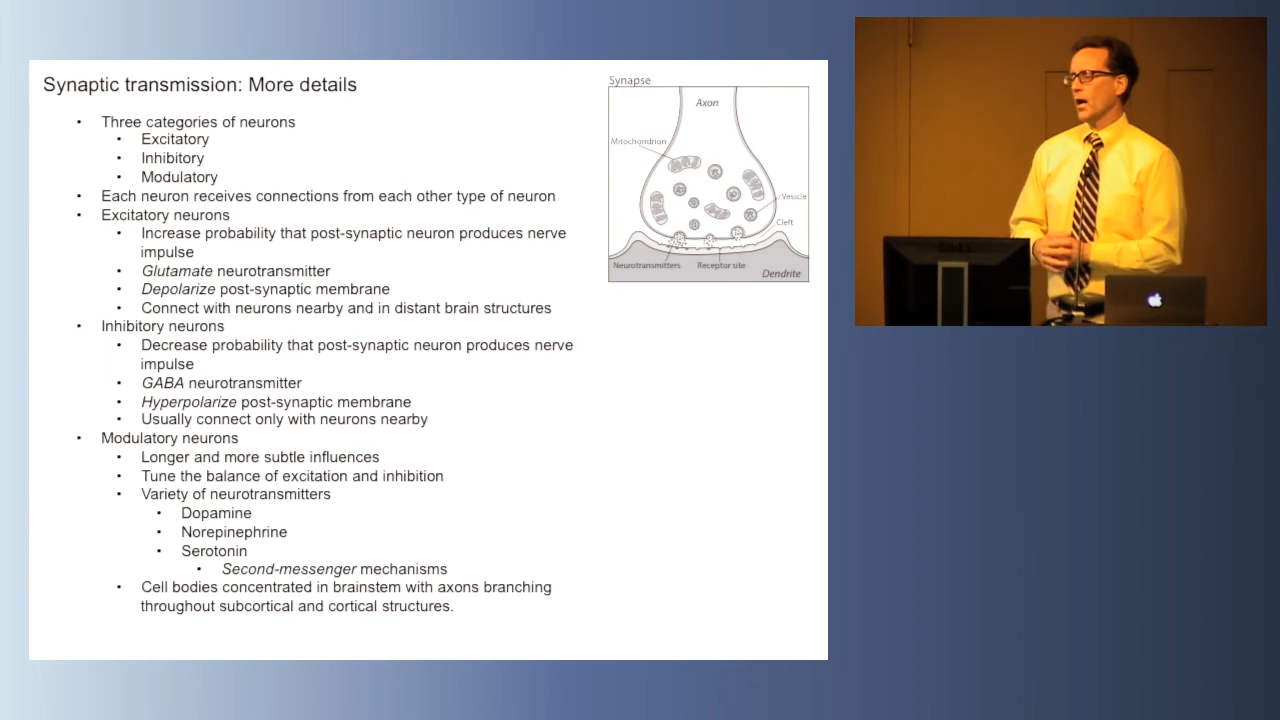 Synaptic transmission: More details
• Three categories of neurons
• Excitatory
• Inhibitory
• Modulatory
• Each neuron receives connections from each other type of neuron
• Excitatory neurons
• Increase probability that post-synaptic neuron produces nerve
impulse
• Glutamate neurotransmitter
• Depolarize post-synaptic membrane
• Connect with neurons nearby and in distant brain structures
• Inhibitory neurons
• Decrease probability that post-synaptic neuron produces nerve
impulse
• GABA neurotransmitter
• Hyperpolarize post-synaptic membrane
• Usually connect only with neurons nearby
• Modulatory neurons
• Longer and more subtle influences
• Tune the balance of excitation and inhibition
• Variety of neurotransmitters
• Dopamine
• Norepinephrine
• Serotonin
• Second-messenger mechanisms
• Cell bodies concentrated in brainstem with axons branching
throughout subcortical and cortical structures.
Synapse
Axon
Mitochondrion
Vesicle
Cleft
Neurotransmitters
Receptor site
Dendrite